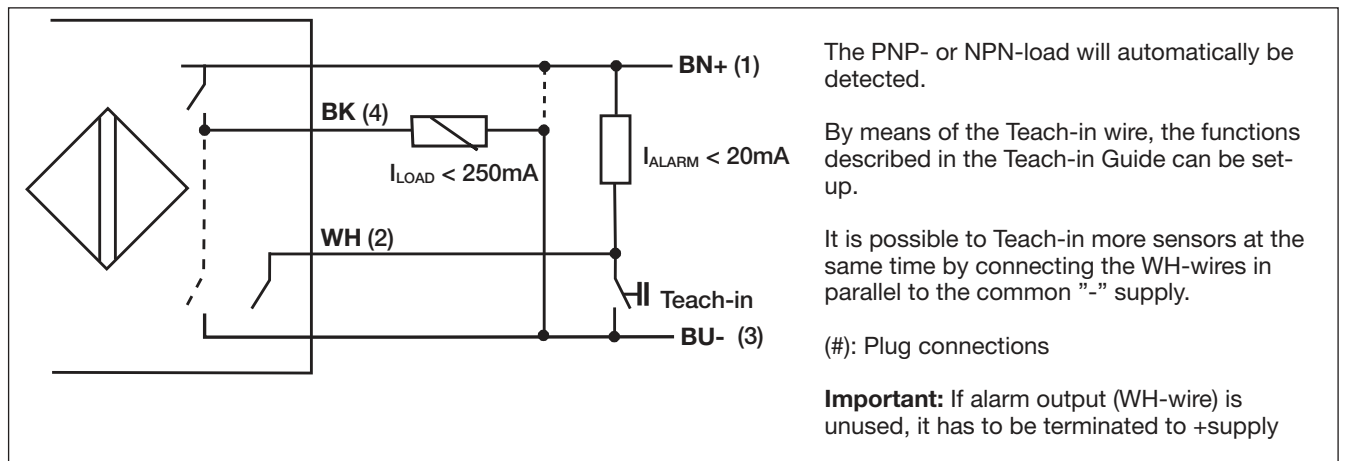 BN+ (1)
BK (4)
I_LOAD < 250mA
I_ALARM < 20mA
WH (2)
Teach-in
BU- (3)
The PNP- or NPN-load will automatically be
detected.
By means of the Teach-in wire, the functions
described in the Teach-in Guide can be set-
up.
It is possible to Teach-in more sensors at the
same time by connecting the WH-wires in
parallel to the common ”-” supply.
(#): Plug connections
Important: If alarm output (WH-wire) is
unused, it has to be terminated to +supply